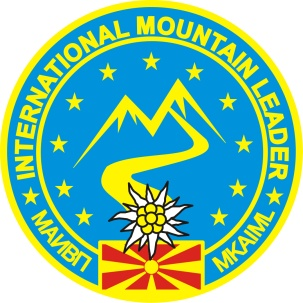 INTERNATIONAL MOUNTAIN LEADER
МАИВП
MKAIML